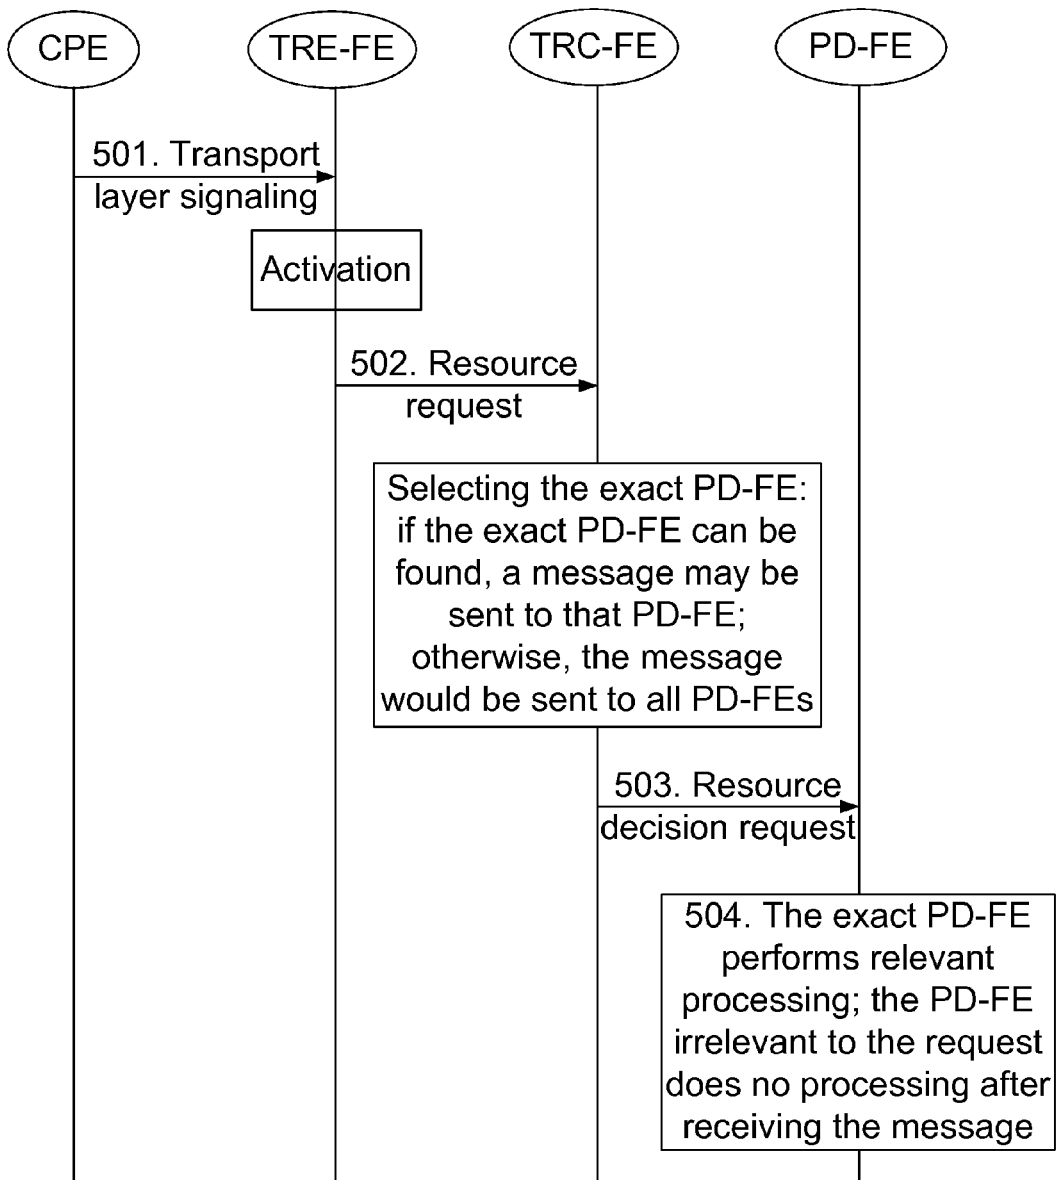 CPE
TRE-FE
TRC-FE
PD-FE
501. Transport
layer signaling
Activation
502. Resource
request
Selecting the exact PD-FE:
if the exact PD-FE can be
found, a message may be
sent to that PD-FE;
otherwise, the message
would be sent to all PD-FEs
503. Resource
decision request
504. The exact PD-FE
performs relevant
processing; the PD-FE
irrelevant to the request
does no processing after
receiving the message